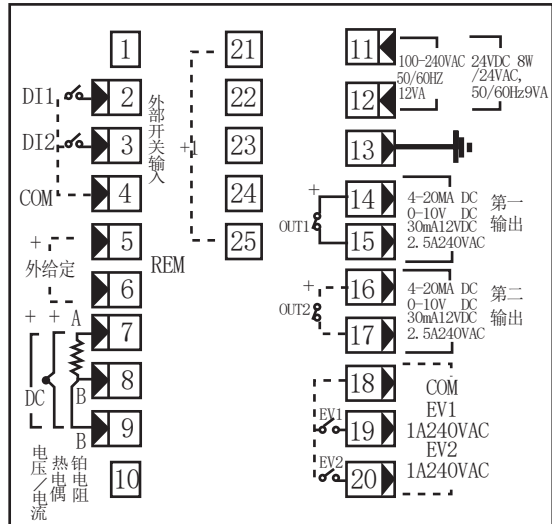 1
DI1
2
DI2
3
COM
4
外部开关输入
+
5
外给定
REM
6
+
+
A
7
DC
8
B
9
B
电压/电流
热电偶
铂电阻
10
21
22
+1
23
24
25
11
100-240VAC
50/60HZ
12VA
24VDC 8W
/24VAC,
50/60Hz9VA
12
13
+
14
OUT1
15
4-20MA DC
0-10V DC
30mA12VDC
2.5A240VAC
第一
输出
+
16
OUT2
17
4-20MA DC
0-10V DC
30mA12VDC
2.5A240VAC
第二
输出
18
COM
EV1
19
EV1
1A240VAC
EV2
20
EV2
1A240VAC